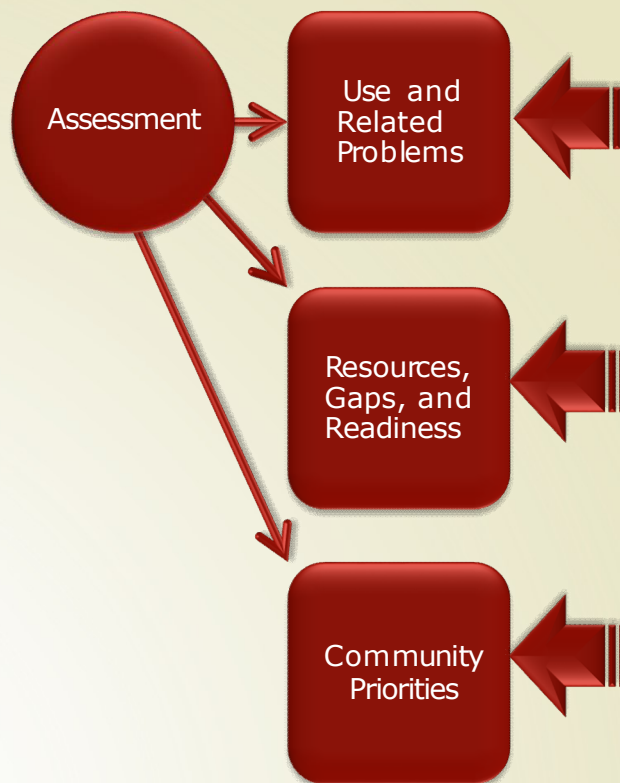 Assessment
Use and
Related
Problems
Resources,
Gaps, and
Readiness
Community
Priorities